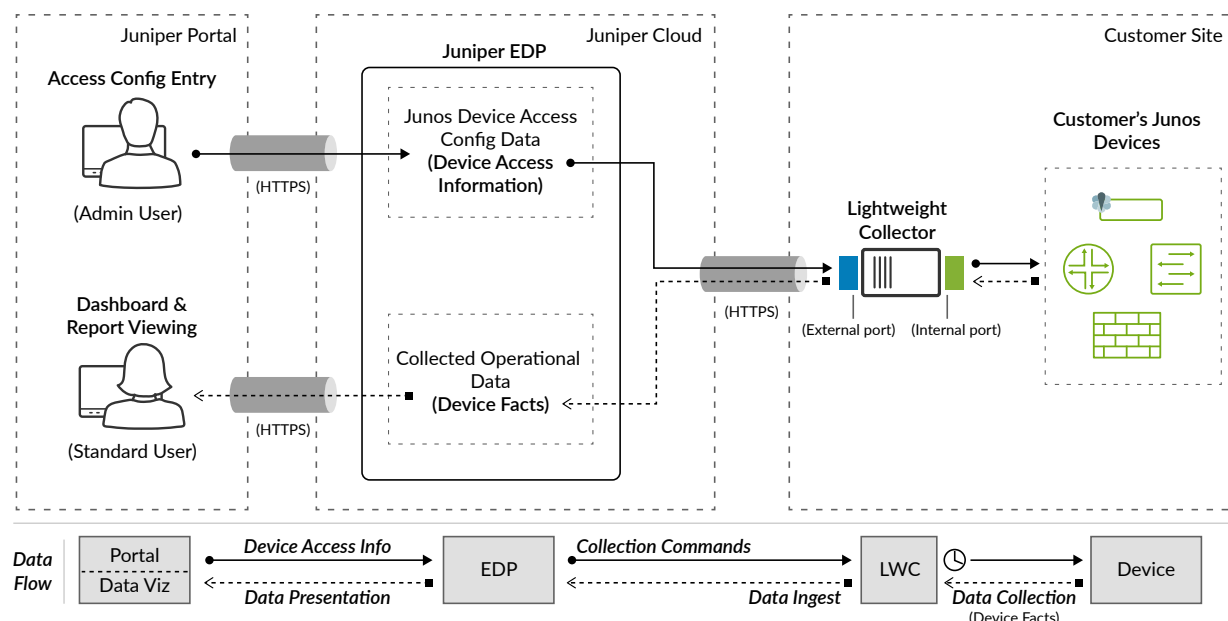 Juniper Portal
Juniper Cloud
Customer Site
Juniper EDP
Access Config Entry
(Admin User)
(HTTPS)
Junos Device Access
Config Data
(Device Access
Information)
Customer's Junos
Devices
Lightweight
Collector
(External port)
(Internal port)
(HTTPS)
Dashboard &
Report Viewing
(Standard User)
(HTTPS)
Collected Operational
Data
(Device Facts)
Data
Flow
Portal
Data Viz
Device Access Info
Data Presentation
EDP
Collection Commands
Data Ingest
LWC
Data Collection
(Device Facts)
Device